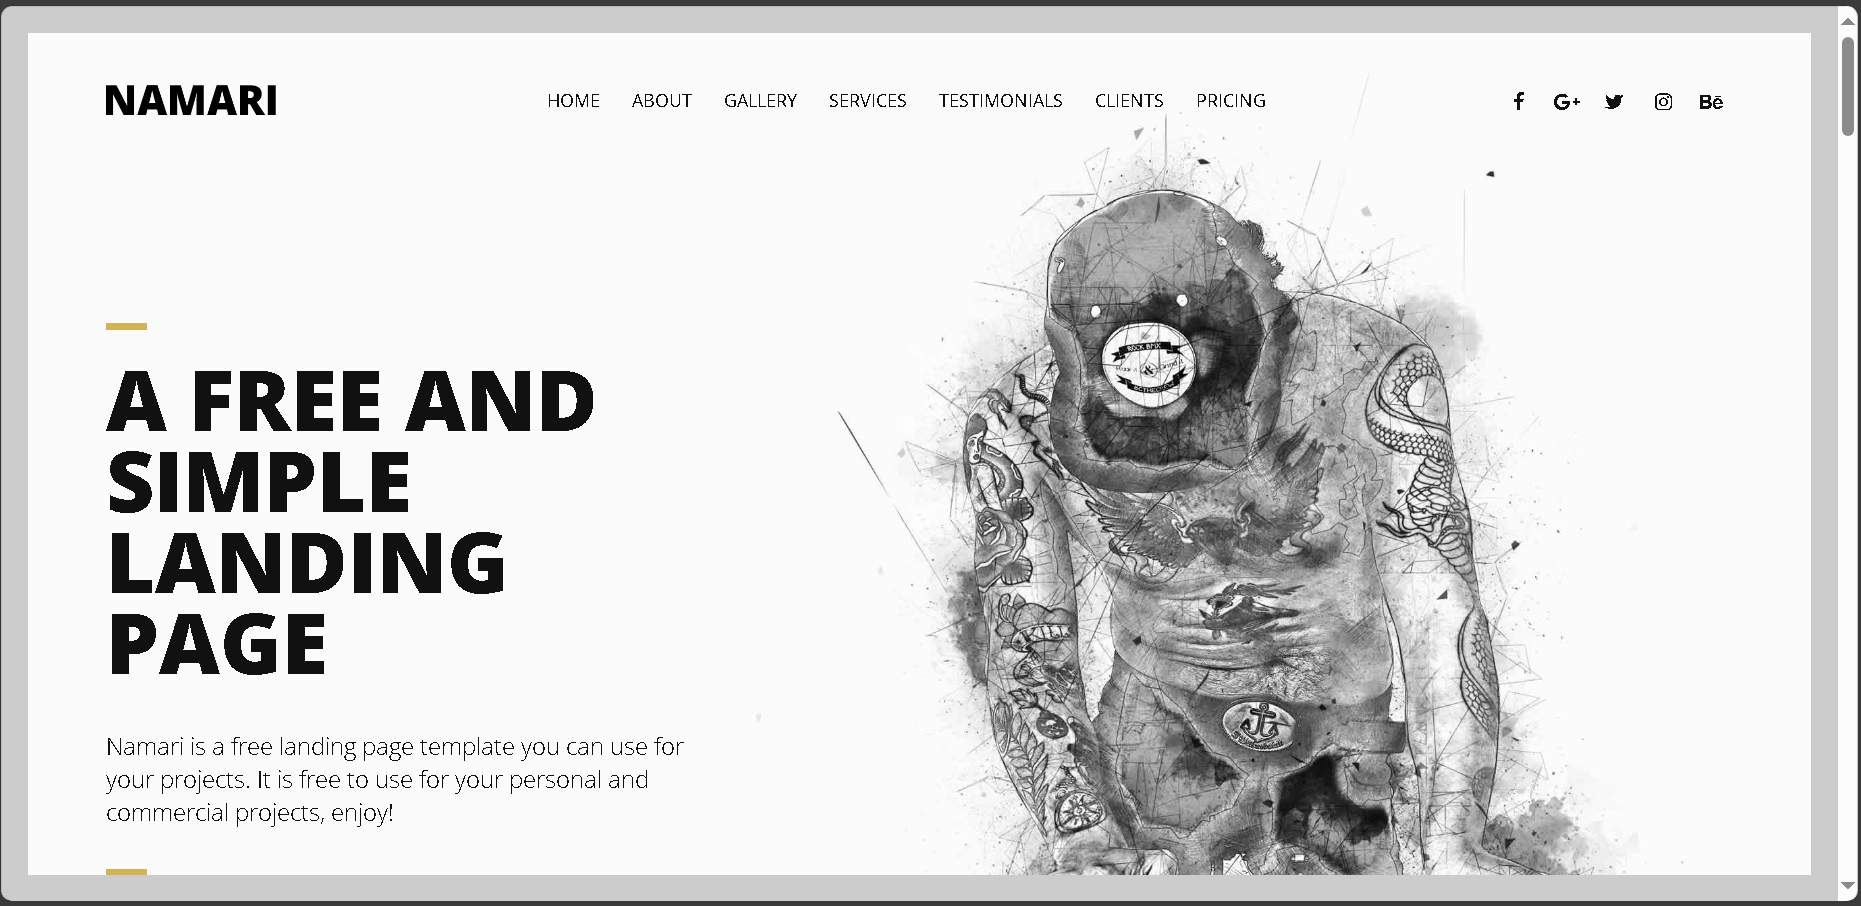 NAMARI
HOME ABOUT GALLERY SERVICES TESTIMONIALS CLIENTS PRICING
Bē
A FREE AND
SIMPLE
LANDING
PAGE
Namari is a free landing page template you can use for
your projects. It is free to use for your personal and
commercial projects, enjoy!
ROCK BMX
&